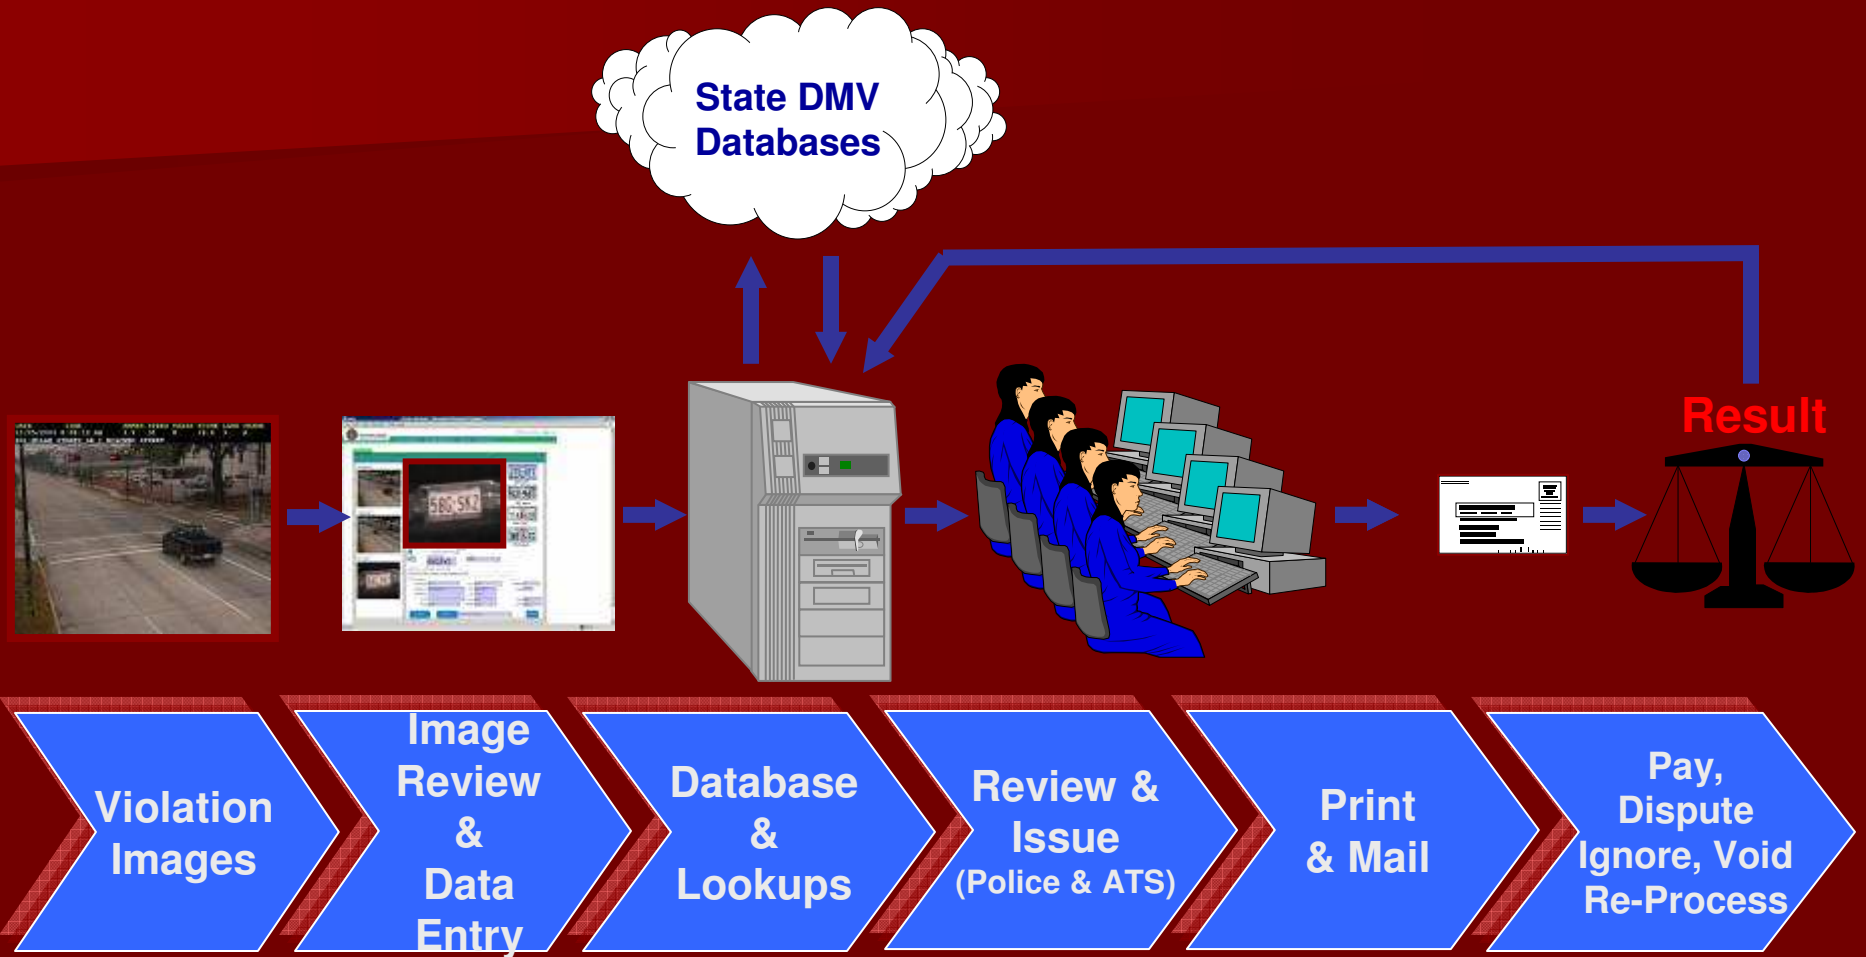 State DMV
Databases
Result
Violation
Images
Image
Review
&
Data
Entry
Database
&
Lookups
Review &
Issue
(Police & ATS)
Print
& Mail
Pay,
Dispute
Ignore, Void
Re-Process